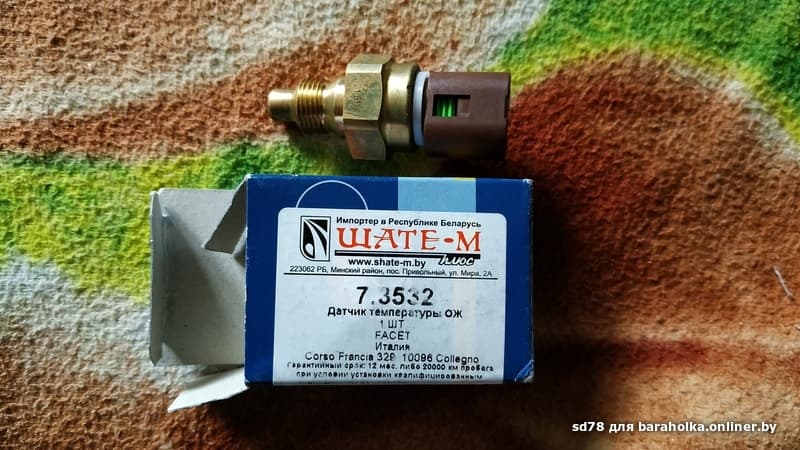 Импортер в Республике Беларусь
ШАТЕ-М
плюс
www.shate-m.by
223062 РБ, Минский район, пос. Привольный, ул. Мира, 2А
7.3532
Датчик температуры ОЖ
1 ШТ
FACET
Италия
Corso Francia 329 10096 Collegno
Гарантийный срок: 12 мес. либо 20000 км пробега
при условии установки квалифицированным
sd78 для baraholka.onliner.by